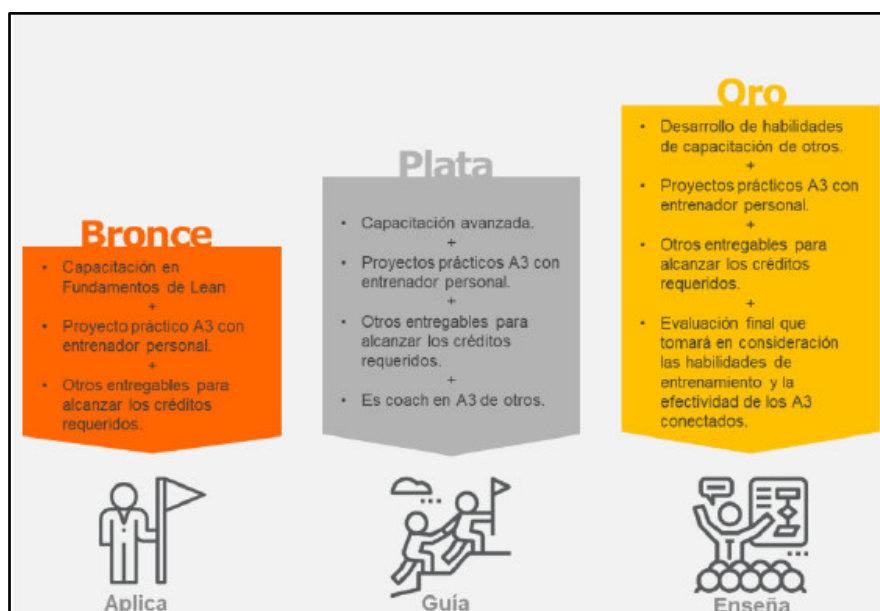 Bronce
• Capacitación en
Fundamentos de Lean
+
• Proyecto práctico A3 con
entrenador personal.
+
• Otros entregables para
alcanzar los créditos
requeridos.
Aplica
Plata
• Capacitación avanzada.
+
• Proyectos prácticos A3 con
entrenador personal.
+
• Otros entregables para
alcanzar los créditos
requeridos.
+
• Es coach en A3 de otros.
Guía
Oro
• Desarrollo de habilidades
de capacitación de otros.
+
• Proyectos prácticos A3 con
entrenador personal.
+
• Otros entregables para
alcanzar los créditos
requeridos.
+
• Evaluación final que
tomará en consideración
las habilidades de
entrenamiento y la
efectividad de los A3
conectados.
Enseña